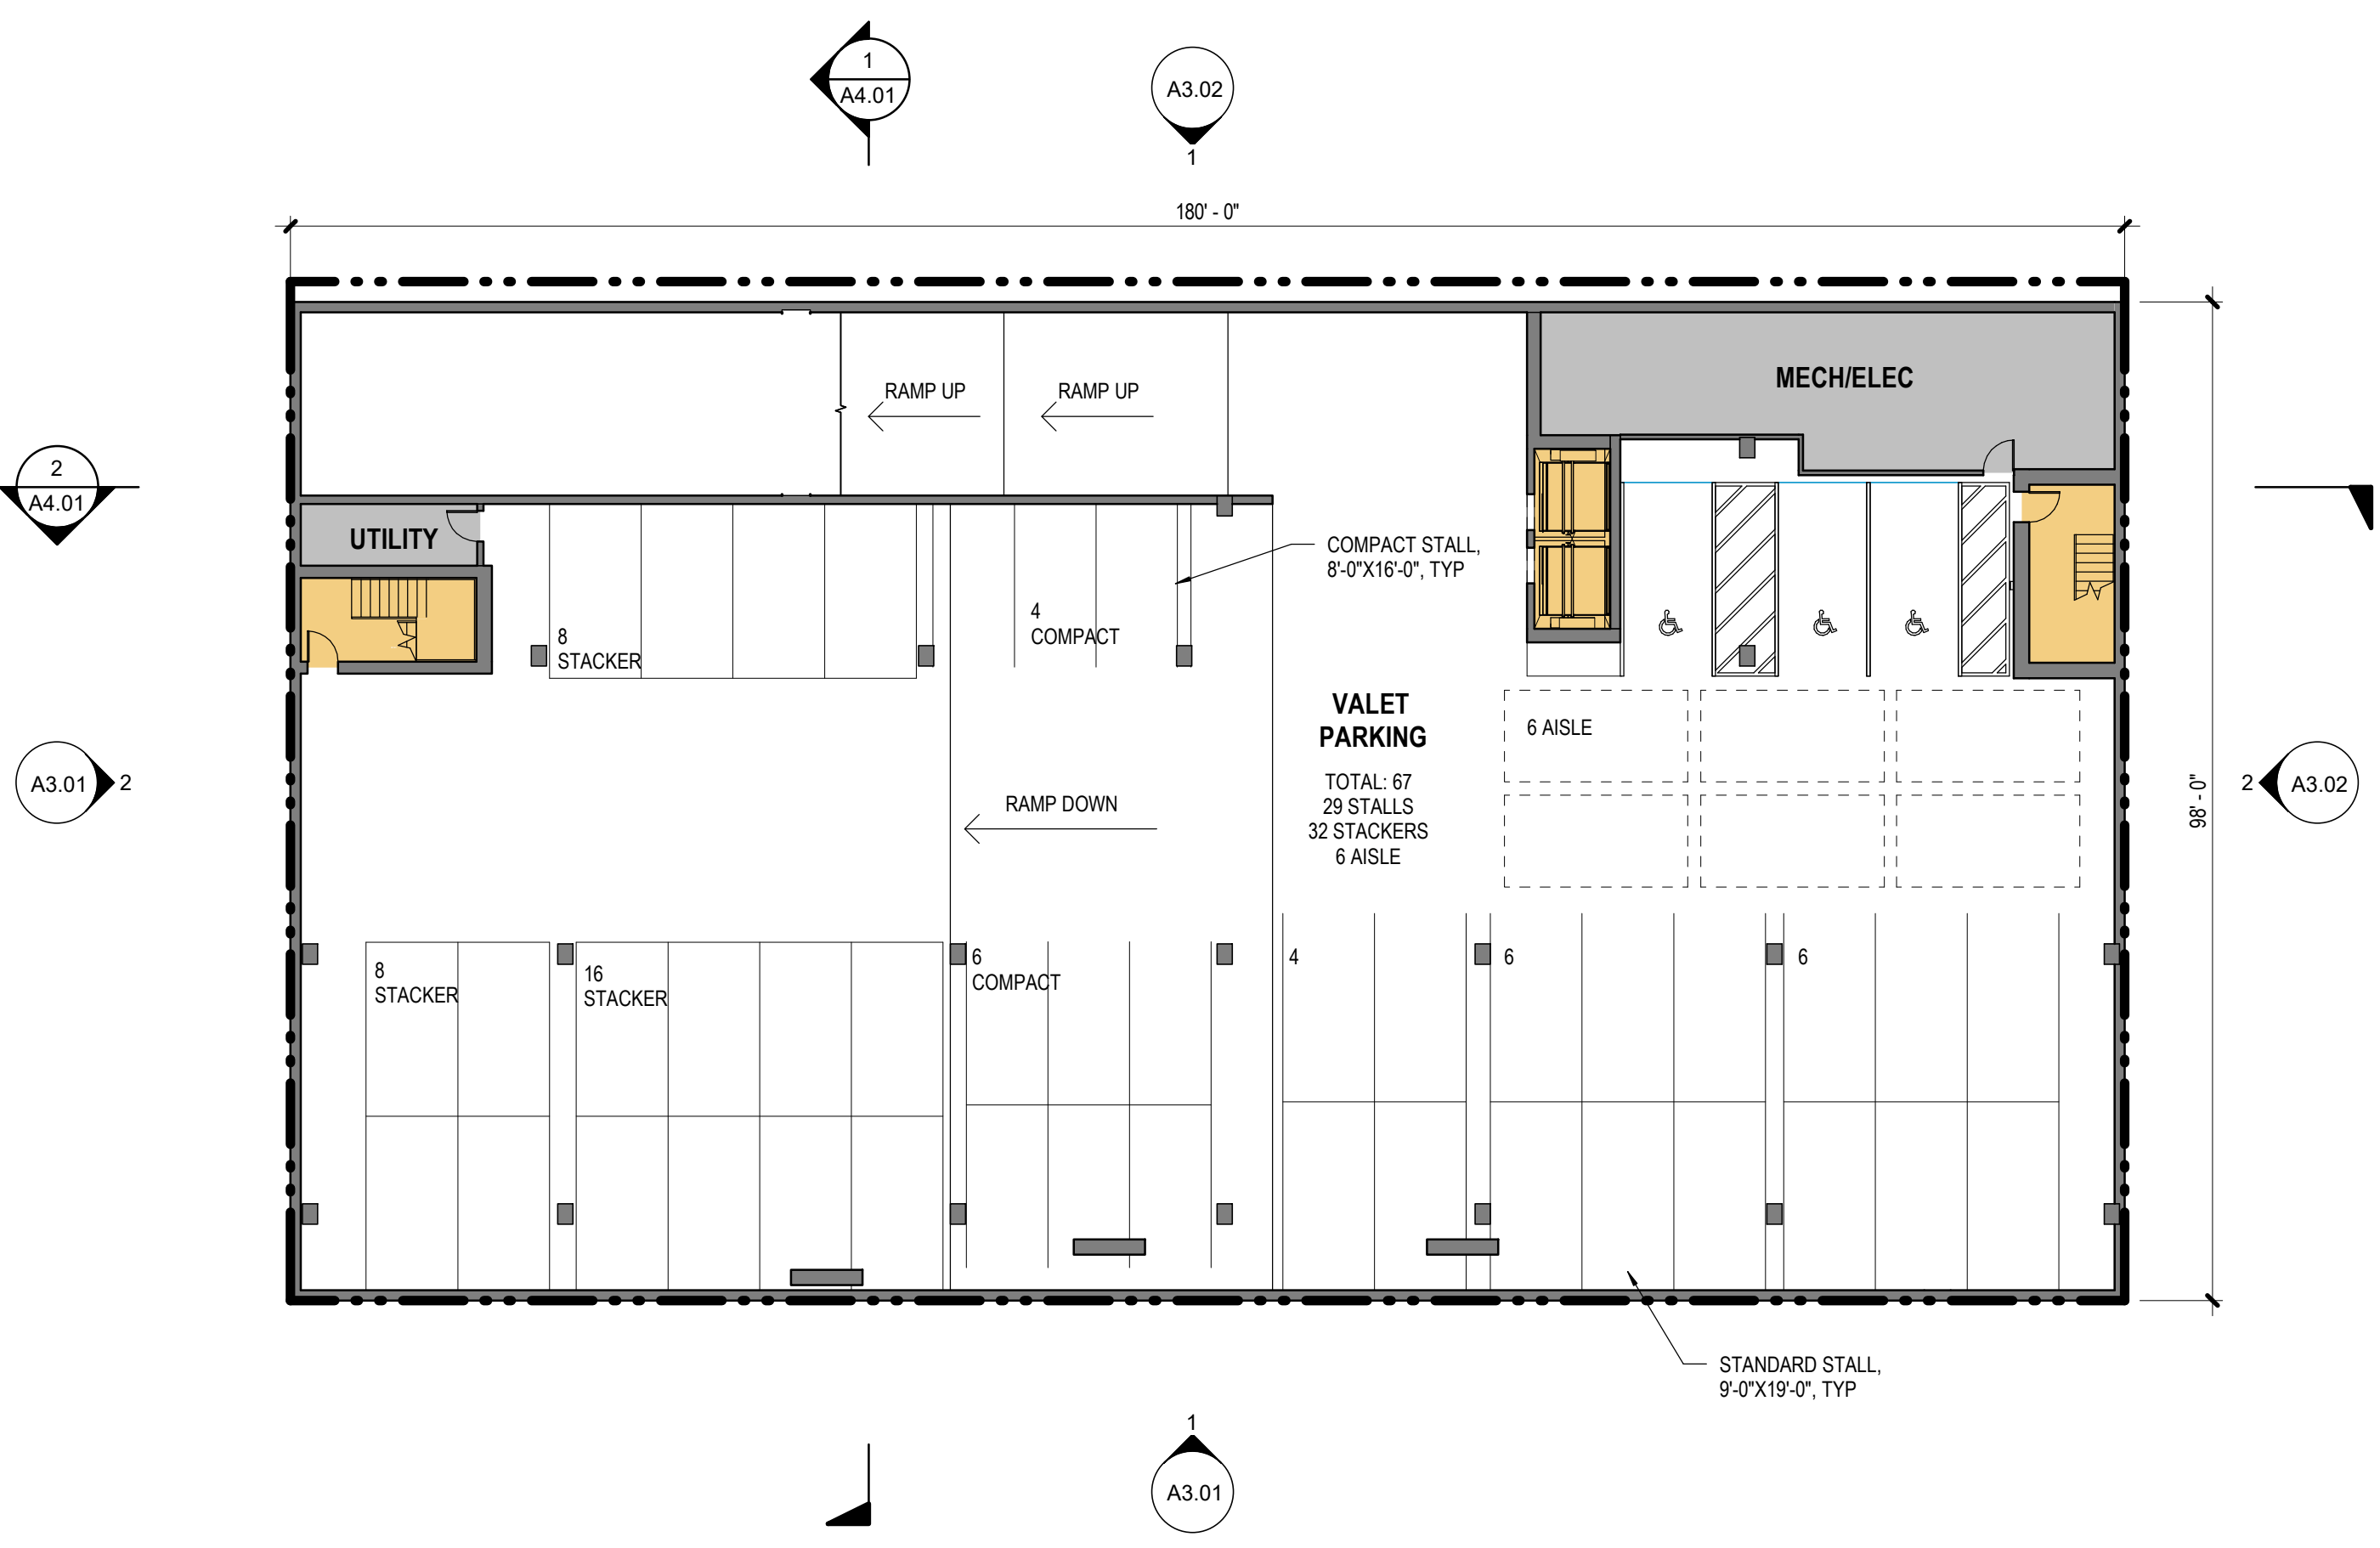 1
A4.01
A3.02
1
180' - 0"
RAMP UP
RAMP UP
MECH/ELEC
2
A4.01
UTILITY
COMPACT STALL,
8'-0"X16'-0", TYP
8
STACKER
4
COMPACT
VALET
PARKING
TOTAL: 67
29 STALLS
32 STACKERS
6 AISLE
6 AISLE
RAMP DOWN
A3.01
2
2
A3.02
98' - 0"
8
STACKER
16
STACKER
6
COMPACT
4
6
6
STANDARD STALL,
9'-0"X19'-0", TYP
1
A3.01